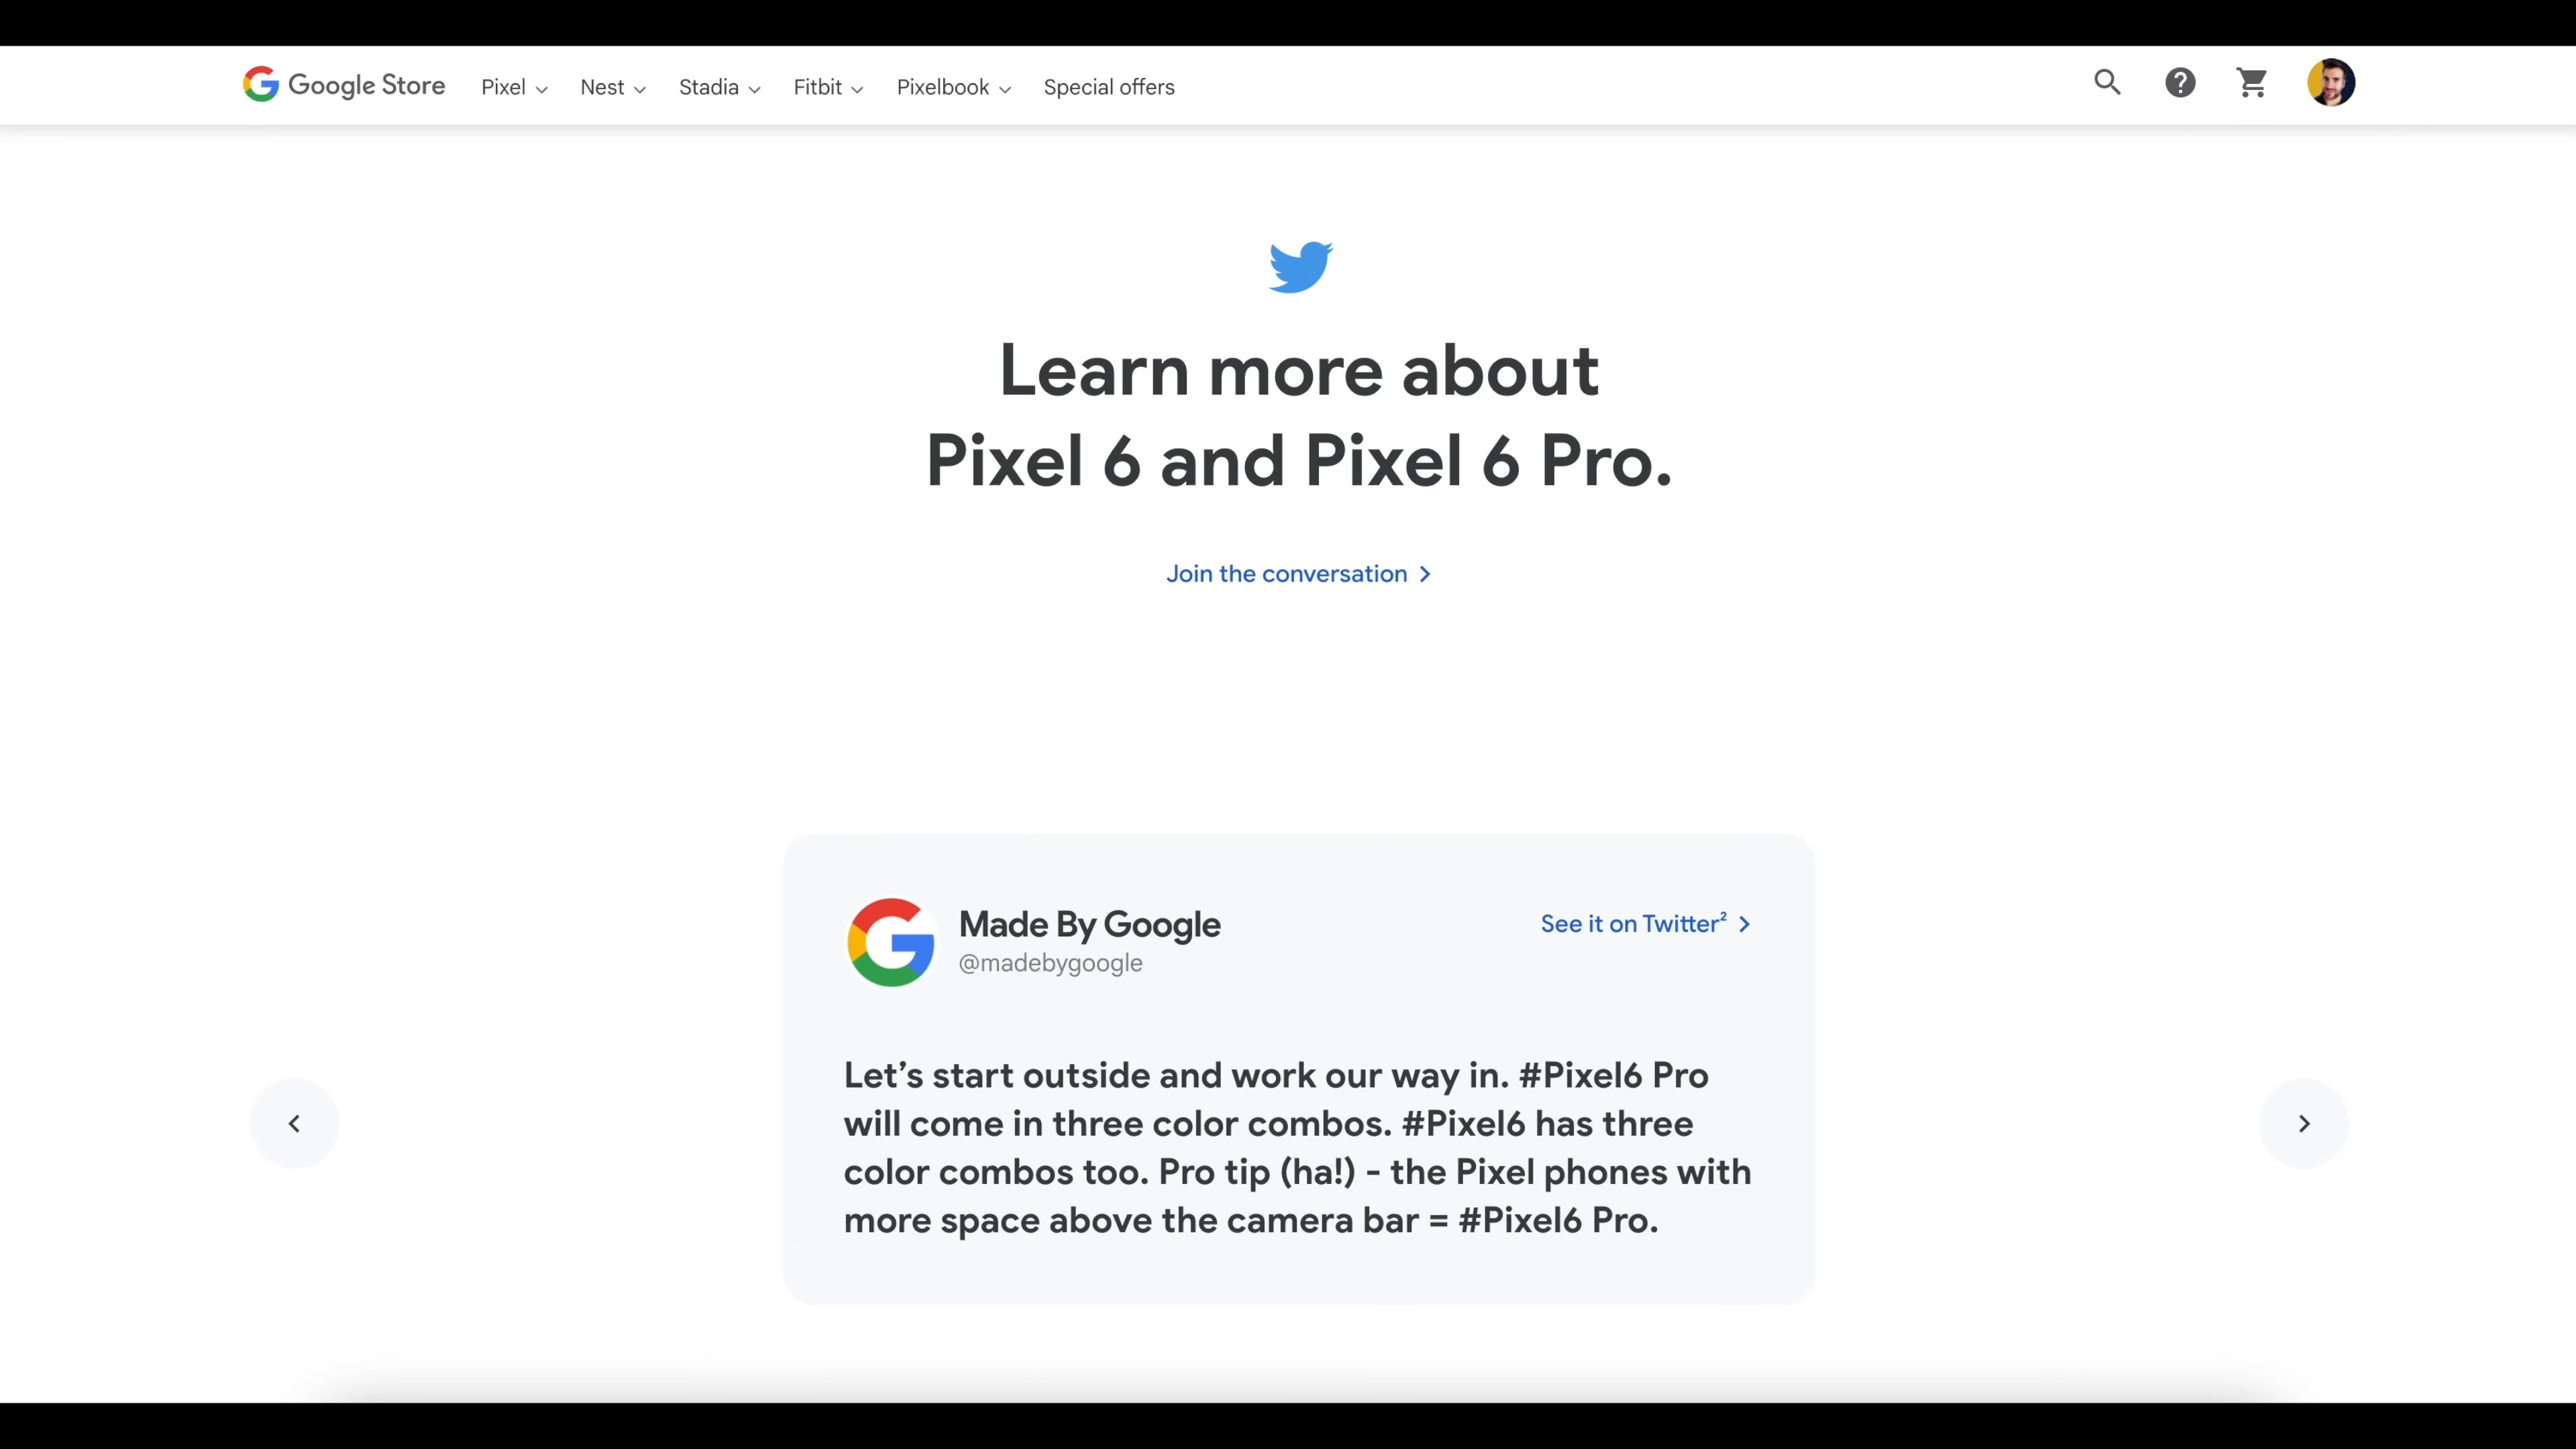 Google Store Pixel Nest Stadia Fitbit Pixelbook Special offers
Learn more about
Pixel 6 and Pixel 6 Pro.
Join the conversation
Made By Google
See it on Twitter²
@madebygoogle
Let’s start outside and work our way in. #Pixel6 Pro
will come in three color combos. #Pixel6 has three
color combos too. Pro tip (ha!) - the Pixel phones with
more space above the camera bar = #Pixel6 Pro.